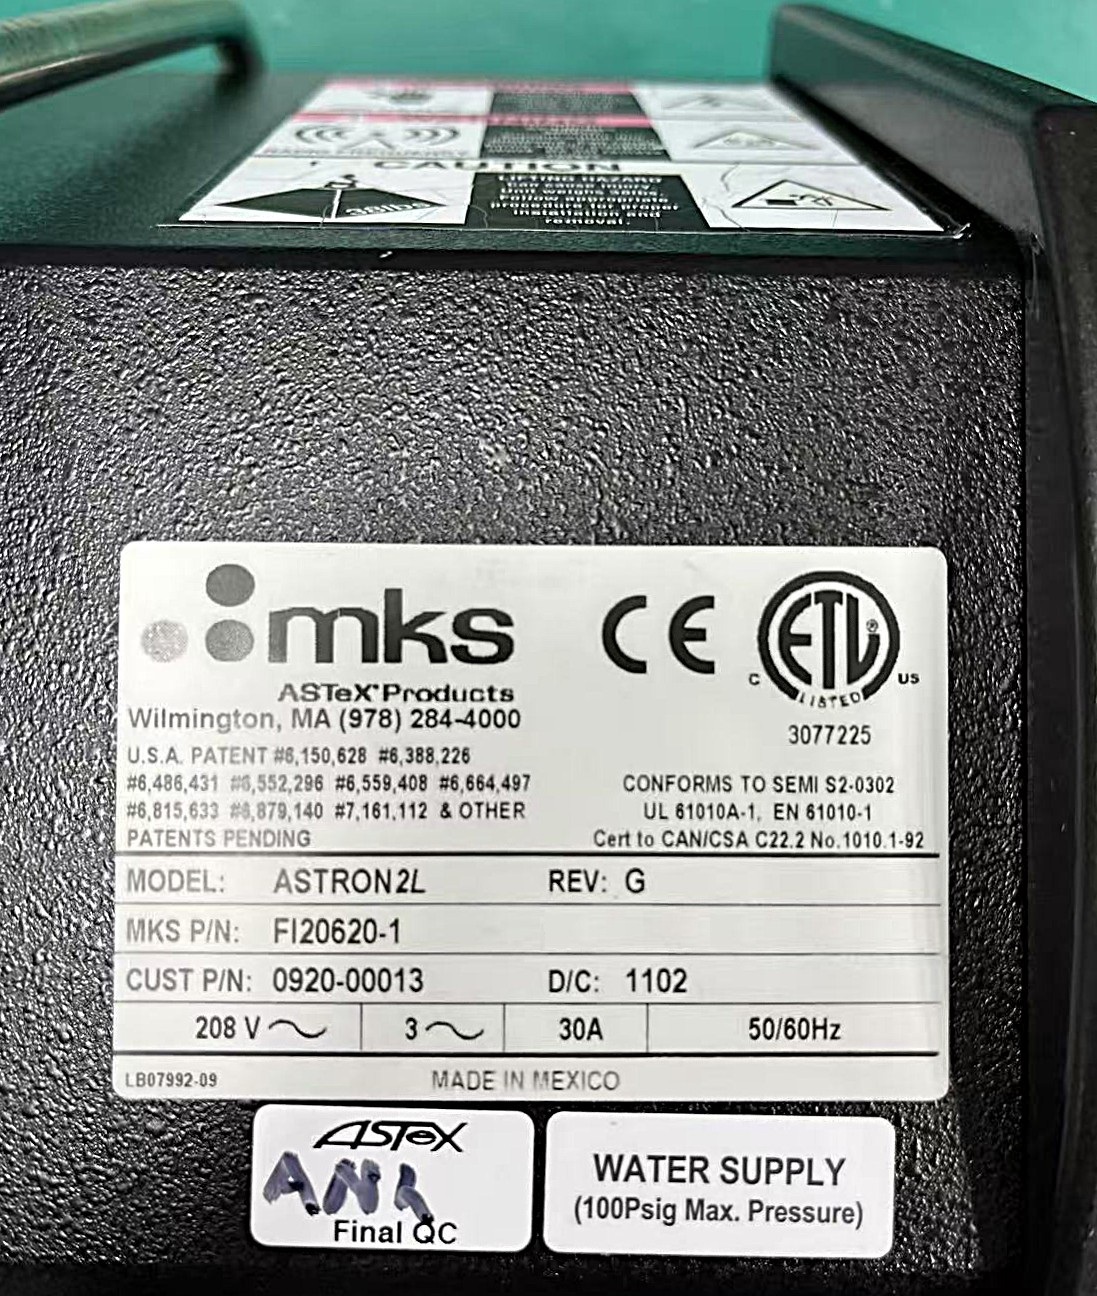 CAUTION
38lbs
mks
CE
ETL
®
C
US
LISTED
ASTeX® Products
Wilmington, MA (978) 284-4000
3077225
U.S.A. PATENT #6,150,628 #6,388,226
#6,486,431 #6,552,296 #6,559,408 #6,664,497
#6,815,633 #6,879,140 #7,161,112 & OTHER
PATENTS PENDING
CONFORMS TO SEMI S2-0302
UL 61010A-1, EN 61010-1
Cert to CAN/CSA C22.2 No.1010.1-92
MODEL: ASTRON2L REV: G
MKS P/N: FI20620-1
CUST P/N: 0920-00013 D/C: 1102
208 V 3 30A 50/60Hz
LB07992-09 MADE IN MEXICO
ASTeX
Final QC
WATER SUPPLY
(100Psig Max. Pressure)